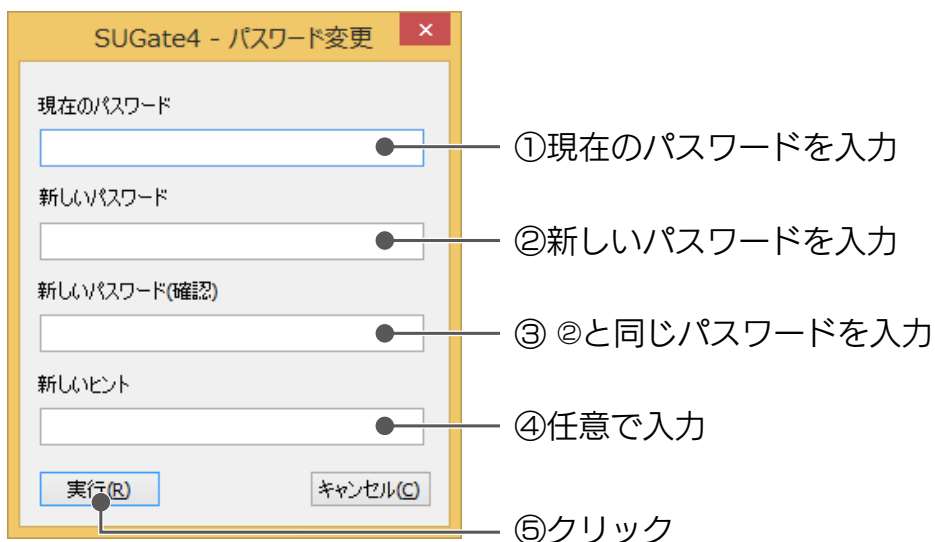 SUGate4 - パスワード変更
×
現在のパスワード
①現在のパスワードを入力
新しいパスワード
②新しいパスワードを入力
新しいパスワード(確認)
③ ②と同じパスワードを入力
新しいヒント
④任意で入力
実行(R)
キャンセル(C)
⑤クリック